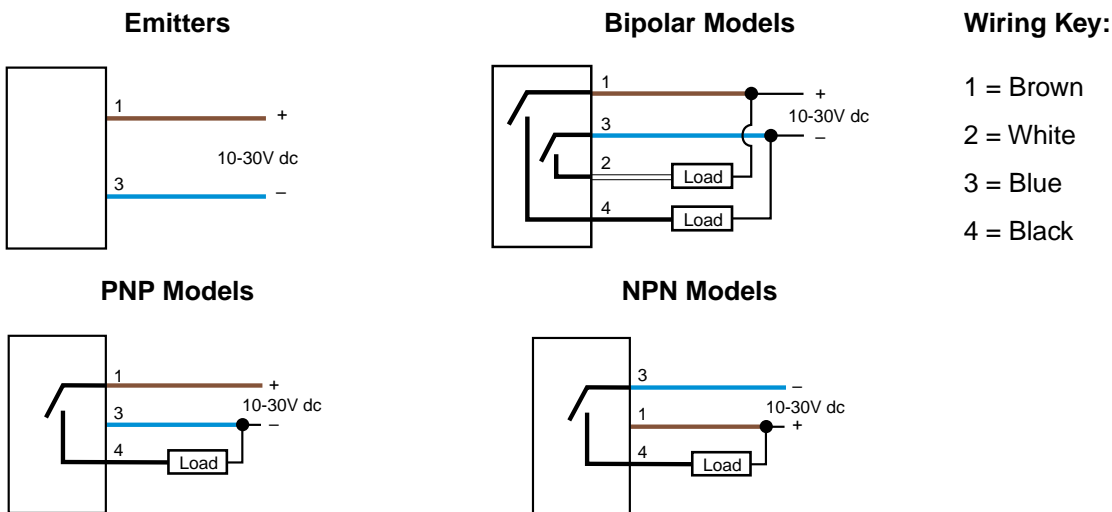 Emitters
1
+
10-30V dc
3
–
Bipolar Models
1
+
10-30V dc
3
–
2
Load
4
Load
Wiring Key:
1 = Brown
2 = White
3 = Blue
4 = Black
PNP Models
1
+
10-30V dc
3
–
4
Load
NPN Models
3
–
10-30V dc
1
+
4
Load